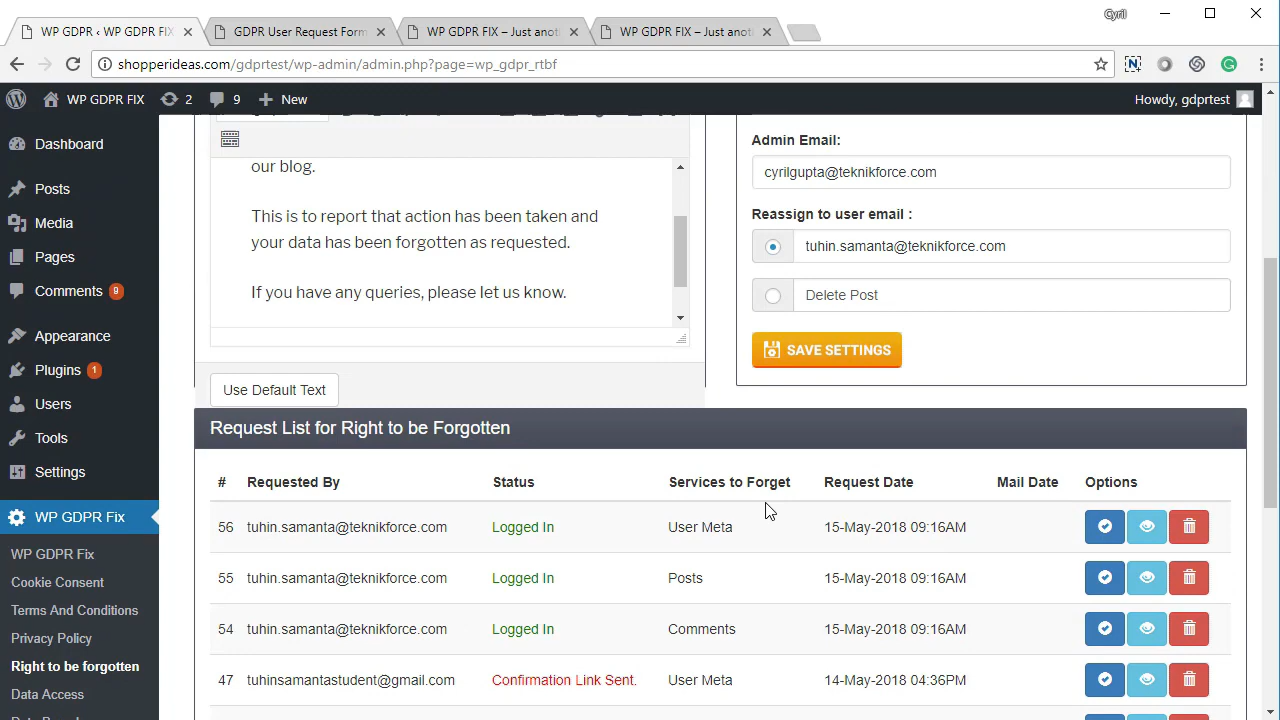 Cyril
WP GDPR ‹ WP GDPR FIX
GDPR User Request Form
WP GDPR FIX – Just anot
WP GDPR FIX – Just anot
shopperideas.com/gdprtest/wp-admin/admin.php?page=wp_gdpr_rtbf
WP GDPR FIX 2 9 New
Howdy, gdprtest
Dashboard
Posts
Media
Pages
Comments 9
Appearance
Plugins 1
Users
Tools
Settings
WP GDPR Fix
WP GDPR Fix
Cookie Consent
Terms And Conditions
Privacy Policy
Right to be forgotten
Data Access
our blog.
This is to report that action has been taken and
your data has been forgotten as requested.
If you have any queries, please let us know.
Use Default Text
Admin Email:
cyrilgupta@teknikforce.com
Reassign to user email :
tuhin.samanta@teknikforce.com
Delete Post
SAVE SETTINGS
Request List for Right to be Forgotten
# Requested By Status Services to Forget Request Date Mail Date Options
56 tuhin.samanta@teknikforce.com Logged In User Meta 15-May-2018 09:16AM
55 tuhin.samanta@teknikforce.com Logged In Posts 15-May-2018 09:16AM
54 tuhin.samanta@teknikforce.com Logged In Comments 15-May-2018 09:16AM
47 tuhinsamantastudent@gmail.com Confirmation Link Sent. User Meta 14-May-2018 04:36PM